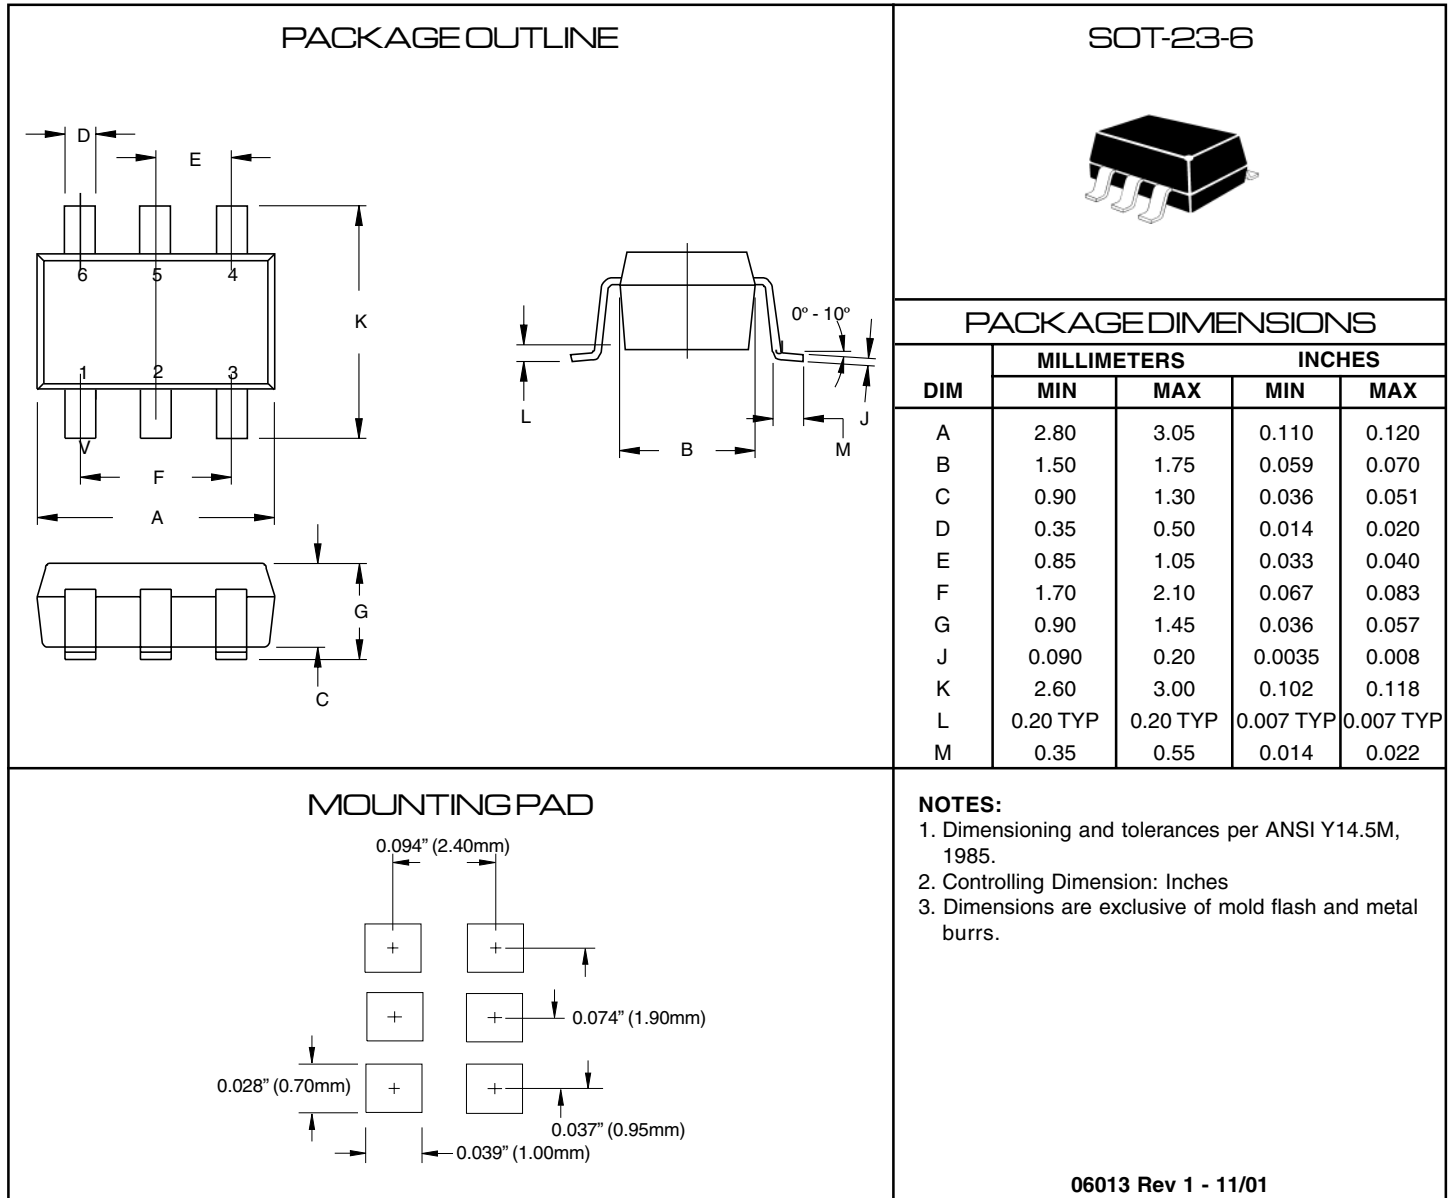 PACKAGE OUTLINE
D
E
6 5 4
K
1 2 3
V
F
A
G
C
0º - 10º
L
B
M
J
SOT-23-6
PACKAGE DIMENSIONS
MILLIMETERS INCHES
DIM MIN MAX MIN MAX
A 2.80 3.05 0.110 0.120
B 1.50 1.75 0.059 0.070
C 0.90 1.30 0.036 0.051
D 0.35 0.50 0.014 0.020
E 0.85 1.05 0.033 0.040
F 1.70 2.10 0.067 0.083
G 0.90 1.45 0.036 0.057
J 0.090 0.20 0.0035 0.008
K 2.60 3.00 0.102 0.118
L 0.20 TYP 0.20 TYP 0.007 TYP 0.007 TYP
M 0.35 0.55 0.014 0.022
MOUNTING PAD
0.094” (2.40mm)
0.074” (1.90mm)
0.028” (0.70mm)
0.037” (0.95mm)
0.039” (1.00mm)
NOTES:
1. Dimensioning and tolerances per ANSI Y14.5M,
1985.
2. Controlling Dimension: Inches
3. Dimensions are exclusive of mold flash and metal
burrs.
06013 Rev 1 - 11/01